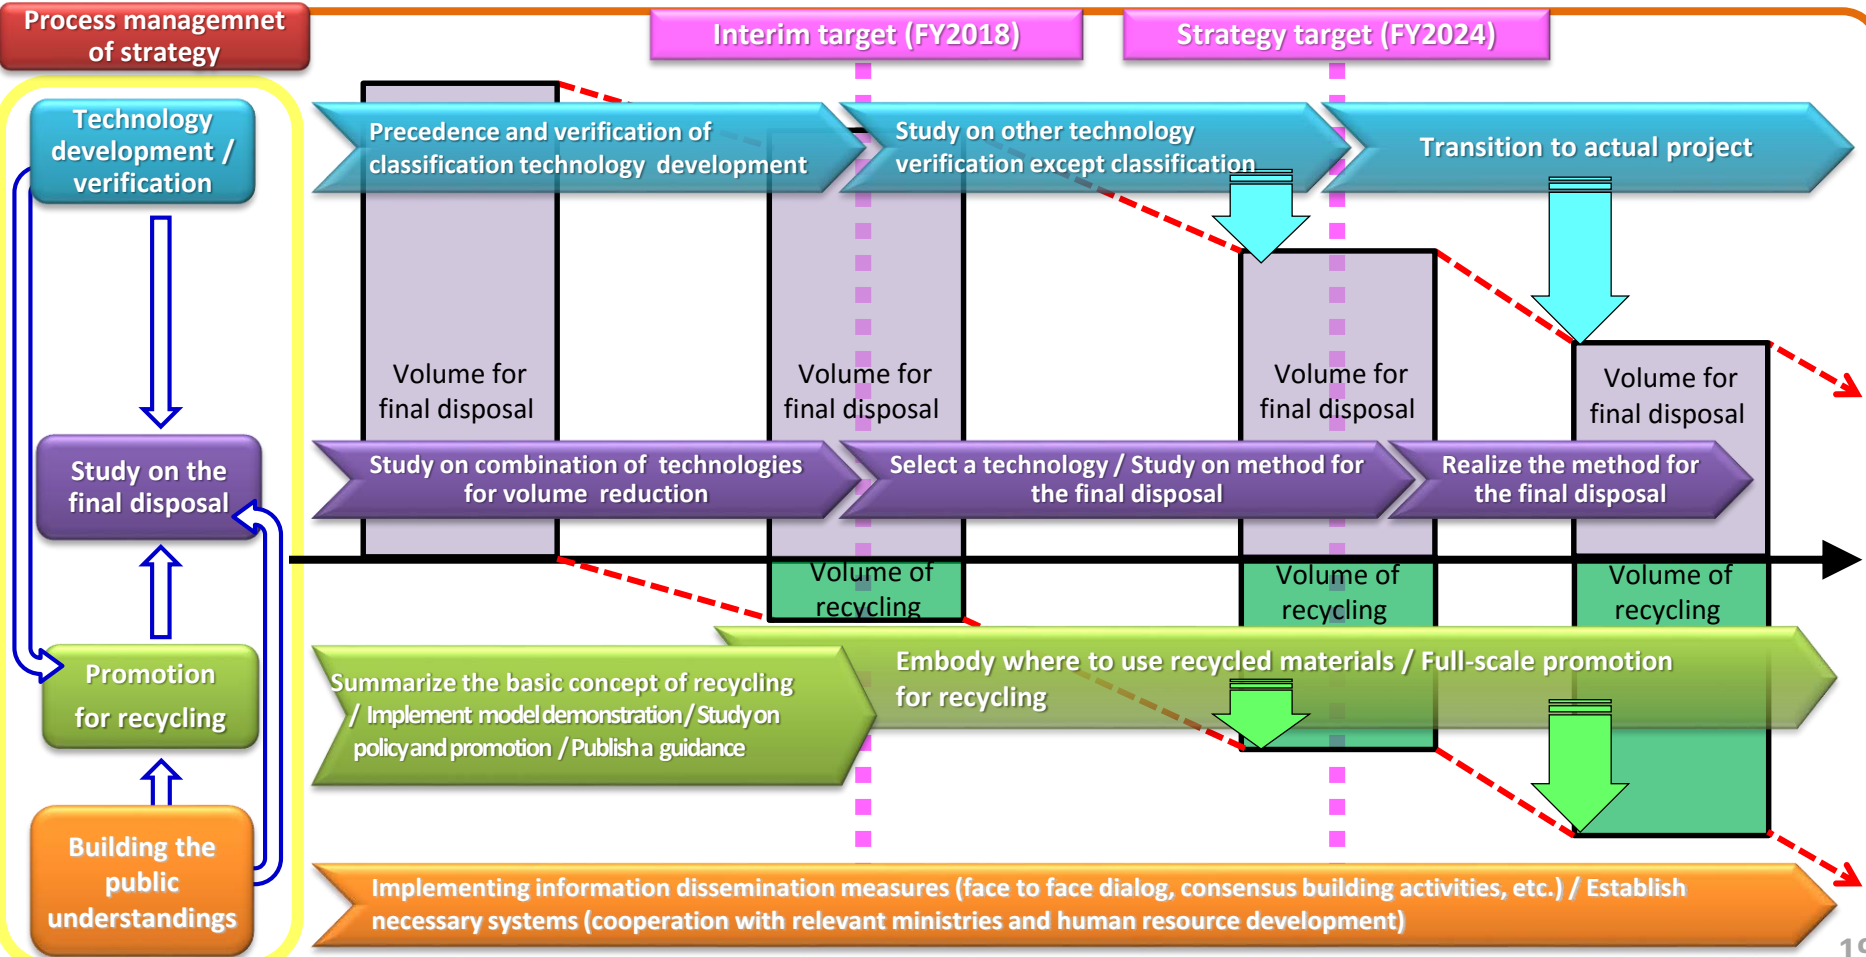 Process managemnet
of strategy
Interim target (FY2018)
Strategy target (FY2024)
Technology
development /
verification
Precedence and verification of
classification technology development
Study on other technology
verification except classification
Transition to actual project
Volume for
final disposal
Volume for
final disposal
Volume for
final disposal
Volume for
final disposal
Study on the
final disposal
Study on combination of technologies
for volume reduction
Select a technology / Study on method for
the final disposal
Realize the method for
the final disposal
Volume of
recycling
Volume of
recycling
Volume of
recycling
Promotion
for recycling
Summarize the basic concept of recycling
/ Implement model demonstration / Study on
policy and promotion / Publish a guidance
Embody where to use recycled materials / Full-scale promotion
for recycling
Building the
public
understandings
Implementing information dissemination measures (face to face dialog, consensus building activities, etc.) / Establish
necessary systems (cooperation with relevant ministries and human resource development)
19